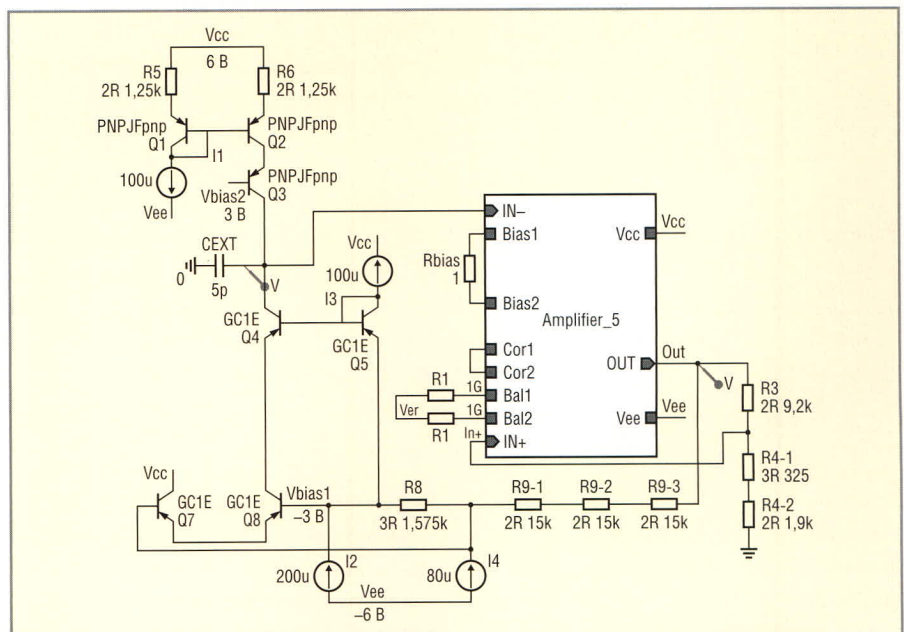 Vcc
6 В
R5
2R 1,25k
R6
2R 1,25k
PNPJFpnp
Q1
PNPJFpnp
Q2
I1
100u
Vee
PNPJFpnp
Q3
Vbias2
3 В
CEXT
0
5p
V
Vcc
100u
I3
GC1E
Q4
GC1E
Q5
IN–
Bias1
Rbias
1
Bias2
Vcc
Vcc
Amplifier_5
Cor1
Cor2
OUT
Out
V
R1
1G
Bal1
Ver
1G
Bal2
R1
In+
IN+
Vee
Vee
R3
2R 9,2k
R4-1
3R 325
R4-2
2R 1,9k
Vcc
GC1E
Q7
GC1E
Q8
Vbias1
–3 В
R8
3R 1,575k
R9-1
2R 15k
R9-2
2R 15k
R9-3
2R 15k
I2
200u
I4
80u
Vee
–6 В